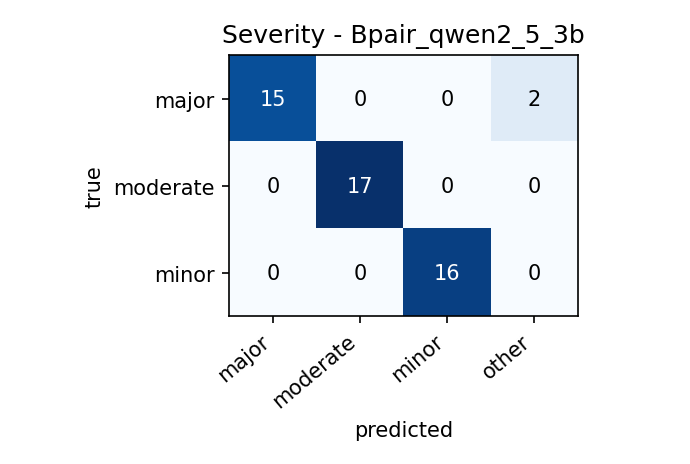 Severity - Bpair_qwen2_5_3b
major 15 0 0 2
moderate 0 17 0 0
minor 0 0 16 0
true
major moderate minor other
predicted